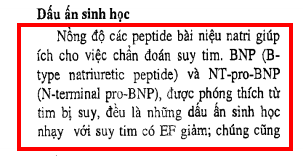 Dấu ấn sinh học
Nồng độ các peptide bài niệu natri giúp
ích cho việc chẩn đoán suy tim. BNP (B-
type natriuretic peptide) và NT-pro-BNP
(N-terminal pro-BNP), được phóng thích từ
tim bị suy, đều là những dấu ấn sinh học
nhạy với suy tim có EF giảm; chúng cũng